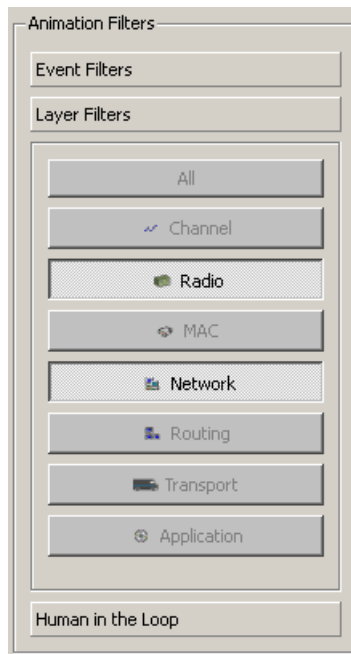 Animation Filters
Event Filters
Layer Filters
All
Channel
Radio
MAC
Network
Routing
Transport
Application
Human in the Loop